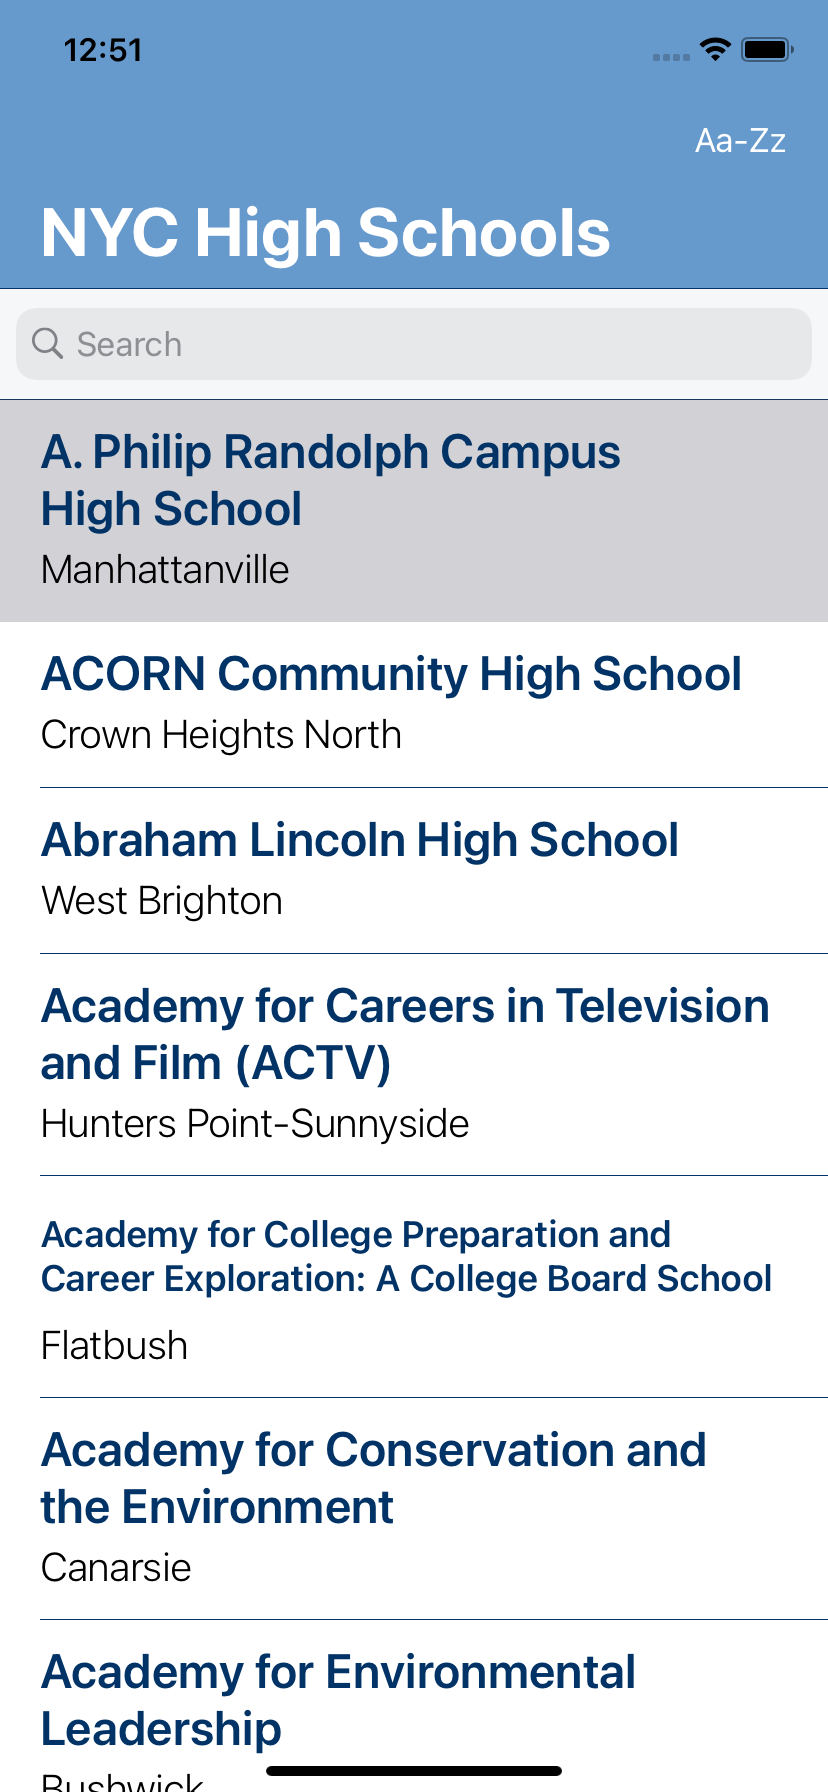 12:51
Aa-Zz
NYC High Schools
Search
A. Philip Randolph Campus
High School
Manhattanville
ACORN Community High School
Crown Heights North
Abraham Lincoln High School
West Brighton
Academy for Careers in Television
and Film (ACTV)
Hunters Point-Sunnyside
Academy for College Preparation and
Career Exploration: A College Board School
Flatbush
Academy for Conservation and
the Environment
Canarsie
Academy for Environmental
Leadership
Bushwick